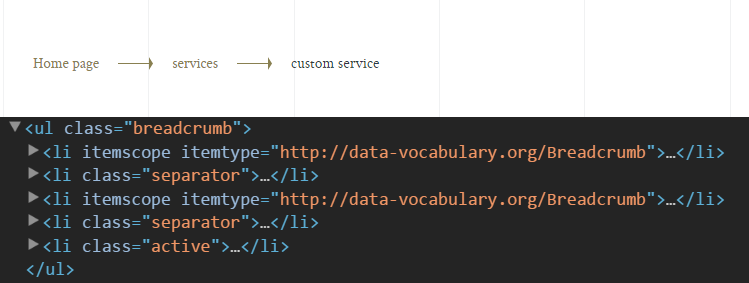 Home page services custom service
▼<ul class="breadcrumb">
▶<li itemscope itemtype="http://data-vocabulary.org/Breadcrumb">…</li>
▶<li class="separator">…</li>
▶<li itemscope itemtype="http://data-vocabulary.org/Breadcrumb">…</li>
▶<li class="separator">…</li>
▶<li class="active">…</li>
</ul>